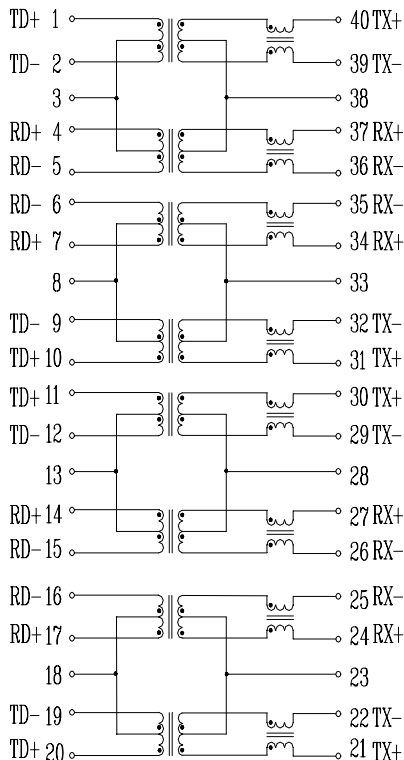 TD+ 1 40 TX+
TD- 2 39 TX-
3 38
RD+ 4 37 RX+
RD- 5 36 RX-
RD- 6 35 RX-
RD+ 7 34 RX+
8 33
TD- 9 32 TX-
TD+ 10 31 TX+
TD+ 11 30 TX+
TD- 12 29 TX-
13 28
RD+ 14 27 RX+
RD- 15 26 RX-
RD- 16 25 RX-
RD+ 17 24 RX+
18 23
TD- 19 22 TX-
TD+ 20 21 TX+